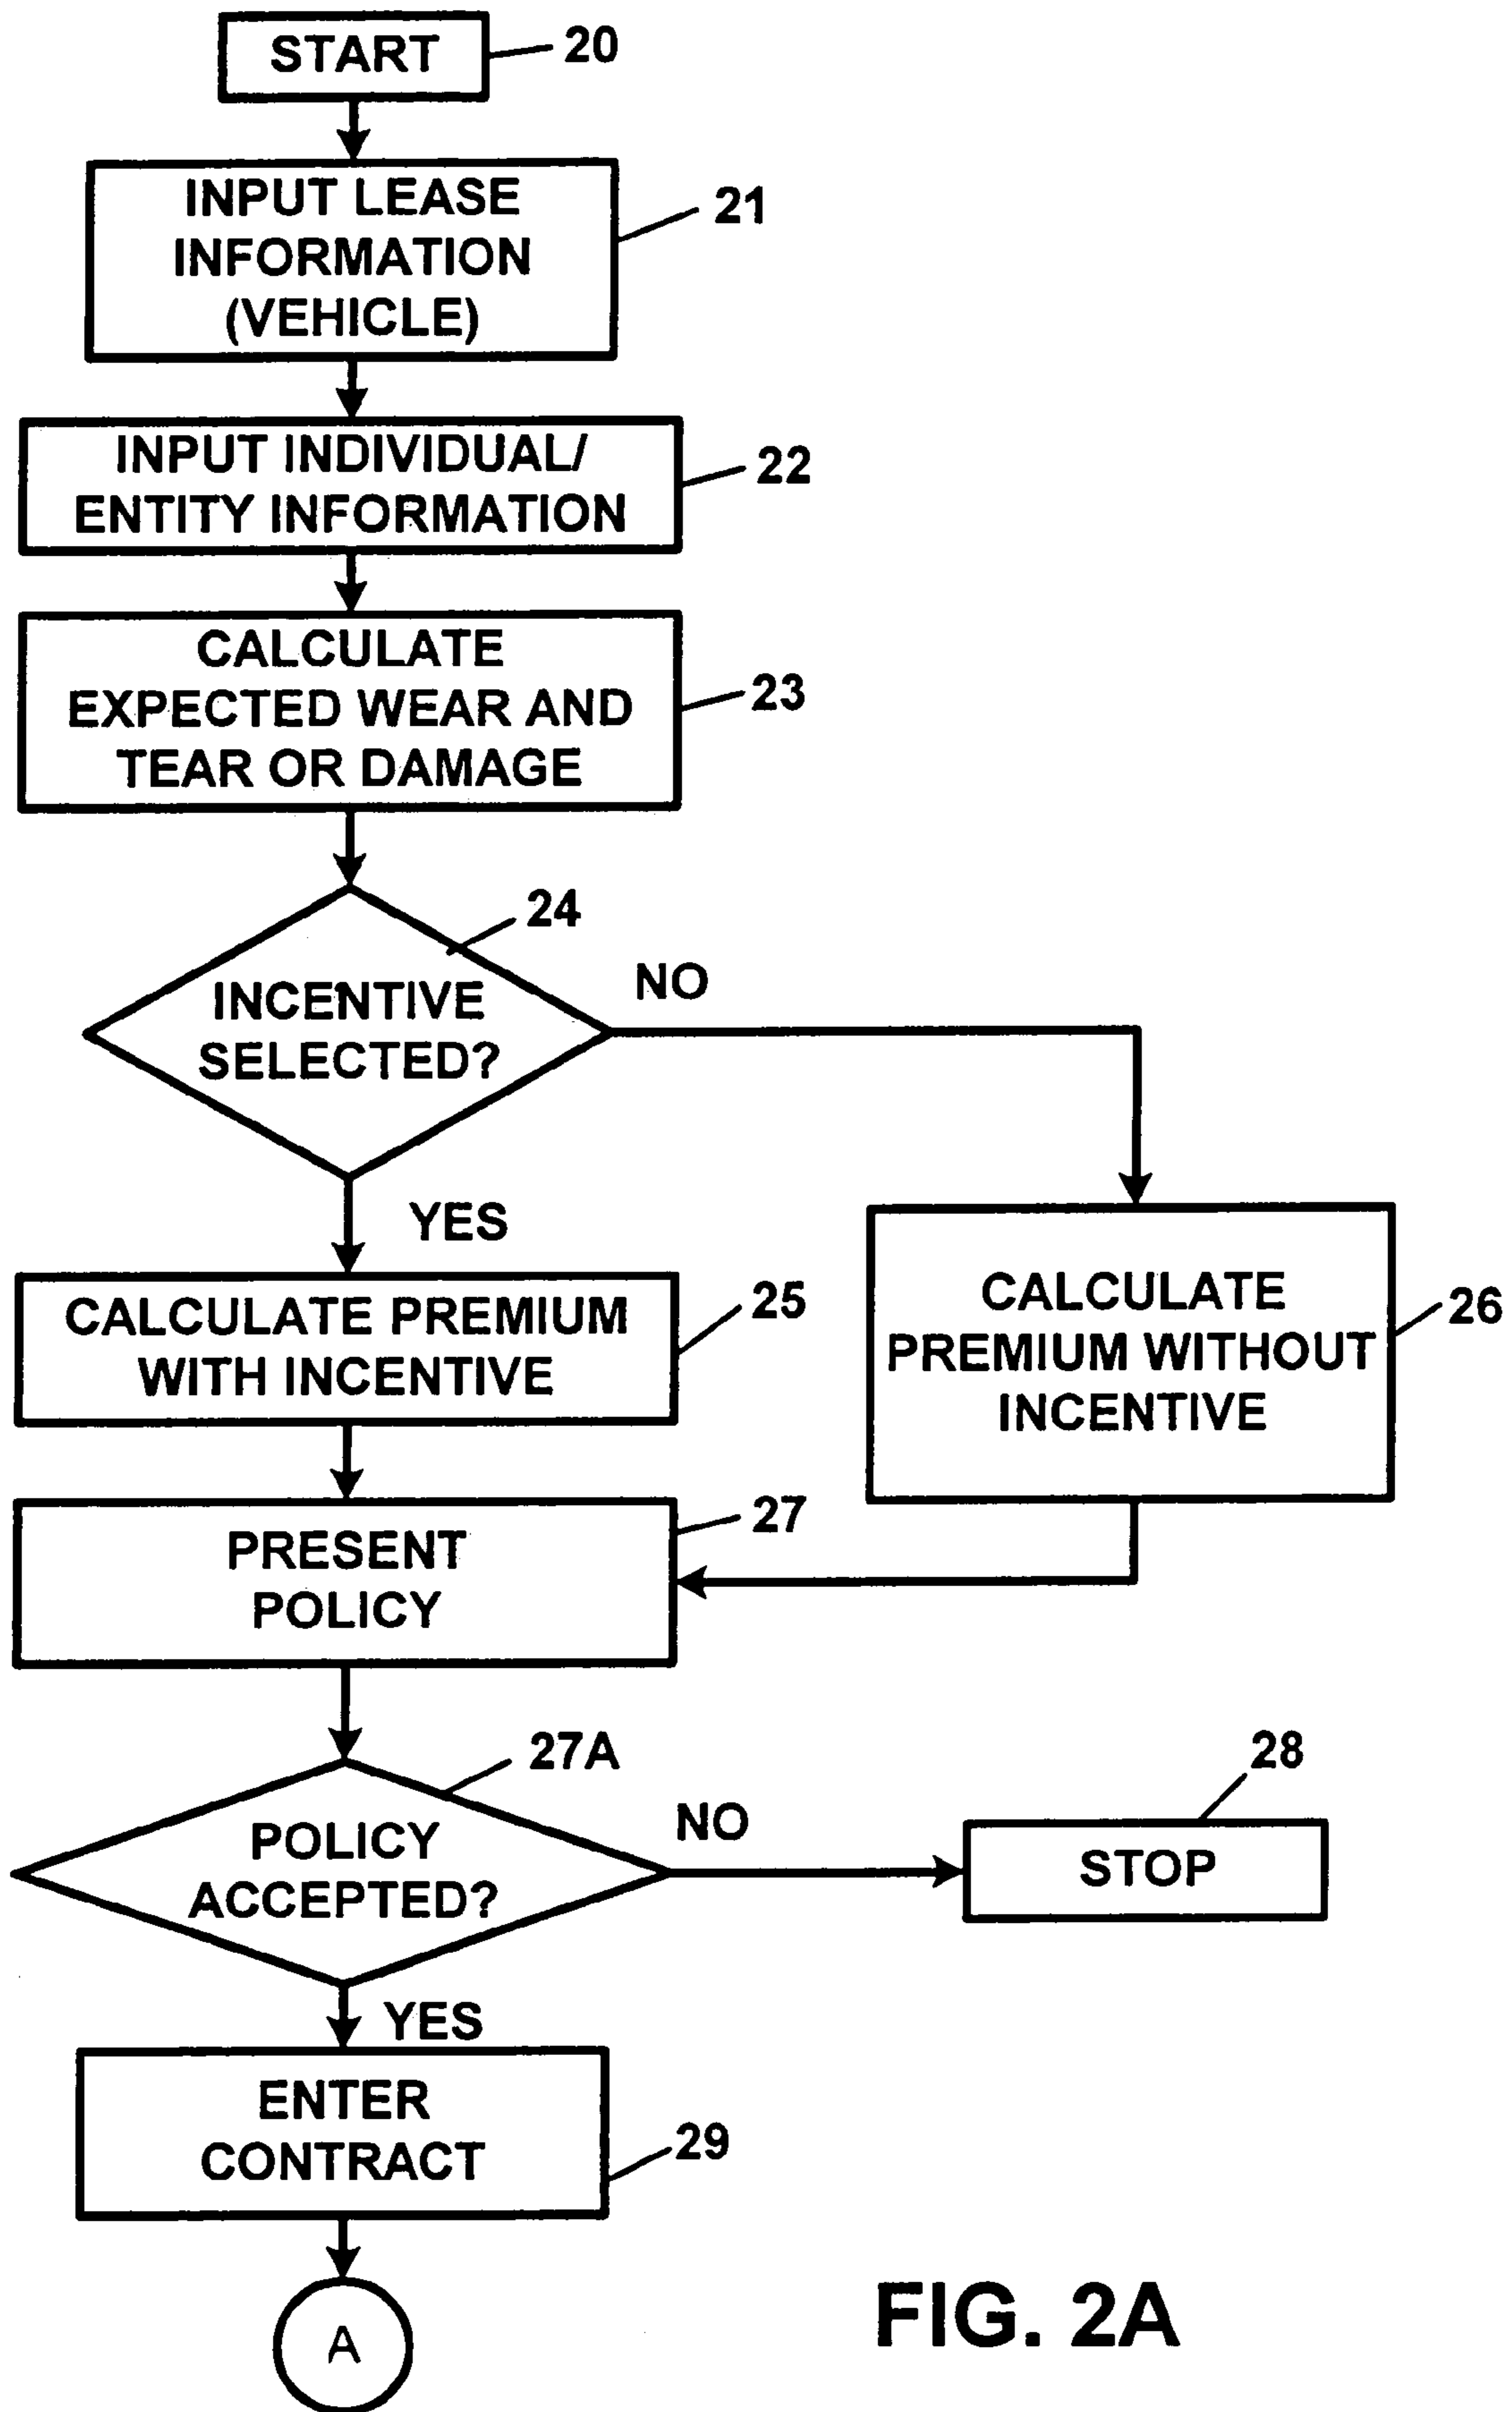 START
20
INPUT LEASE
INFORMATION
(VEHICLE)
21
INPUT INDIVIDUAL/
ENTITY INFORMATION
22
CALCULATE
EXPECTED WEAR AND
TEAR OR DAMAGE
23
24
INCENTIVE
SELECTED?
NO
YES
CALCULATE PREMIUM
WITH INCENTIVE
25
CALCULATE
PREMIUM WITHOUT
INCENTIVE
26
PRESENT
POLICY
27
27A
POLICY
ACCEPTED?
NO
28
STOP
YES
ENTER
CONTRACT
29
A
FIG. 2A